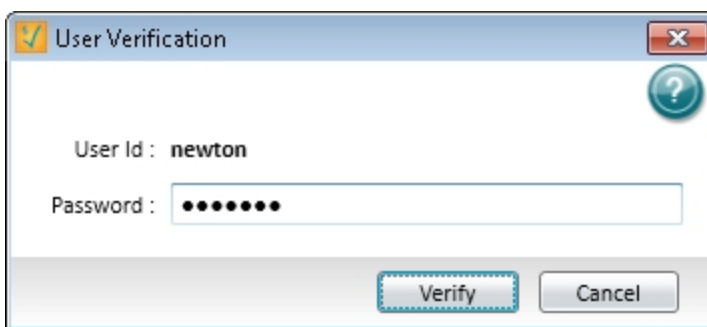 User Verification
?
User Id : newton
Password : •••••••
Verify Cancel